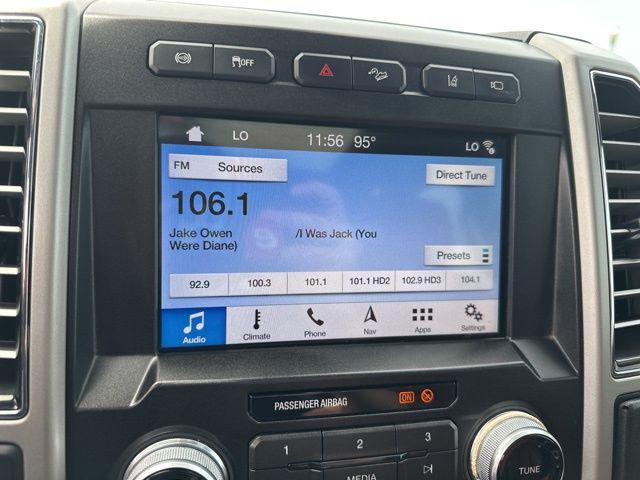 OFF
LO 11:56 95° LO
FM Sources
Direct Tune
106.1
Jake Owen /I Was Jack (You
Were Diane)
Presets
92.9 100.3 101.1 101.1 HD2 102.9 HD3 104.1
Audio Climate Phone Nav Apps Settings
PASSENGER AIRBAG ON
1 2 3
MEDIA
TUNE